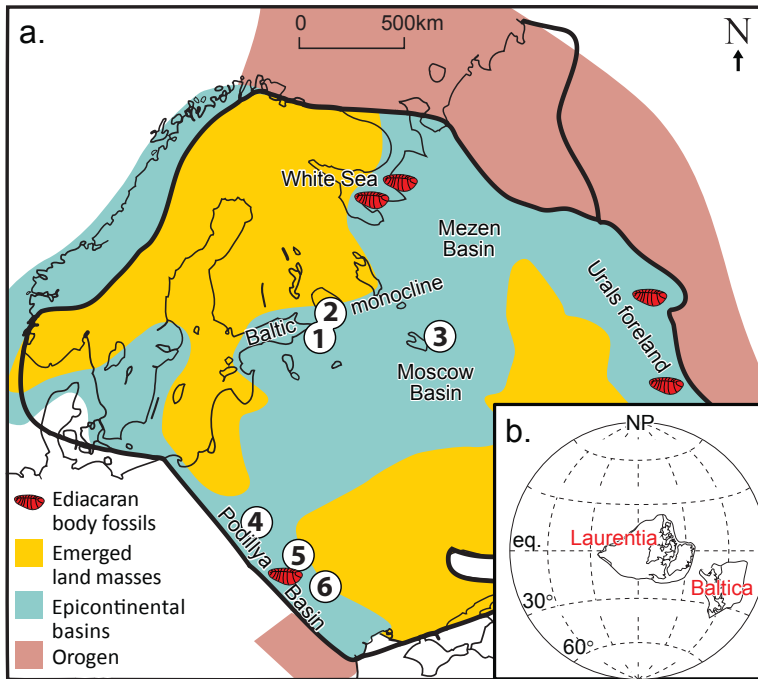 a.
0 500km
N
White Sea
Mezen
Basin
Urals foreland
Baltic monocline
2
1
3
Moscow
Basin
4
5
6
Podillya
Basin
Ediacaran
body fossils
Emerged
land masses
Epicontinental
basins
Orogen
b.
NP
Laurentia
eq.
Baltica
30°
60°